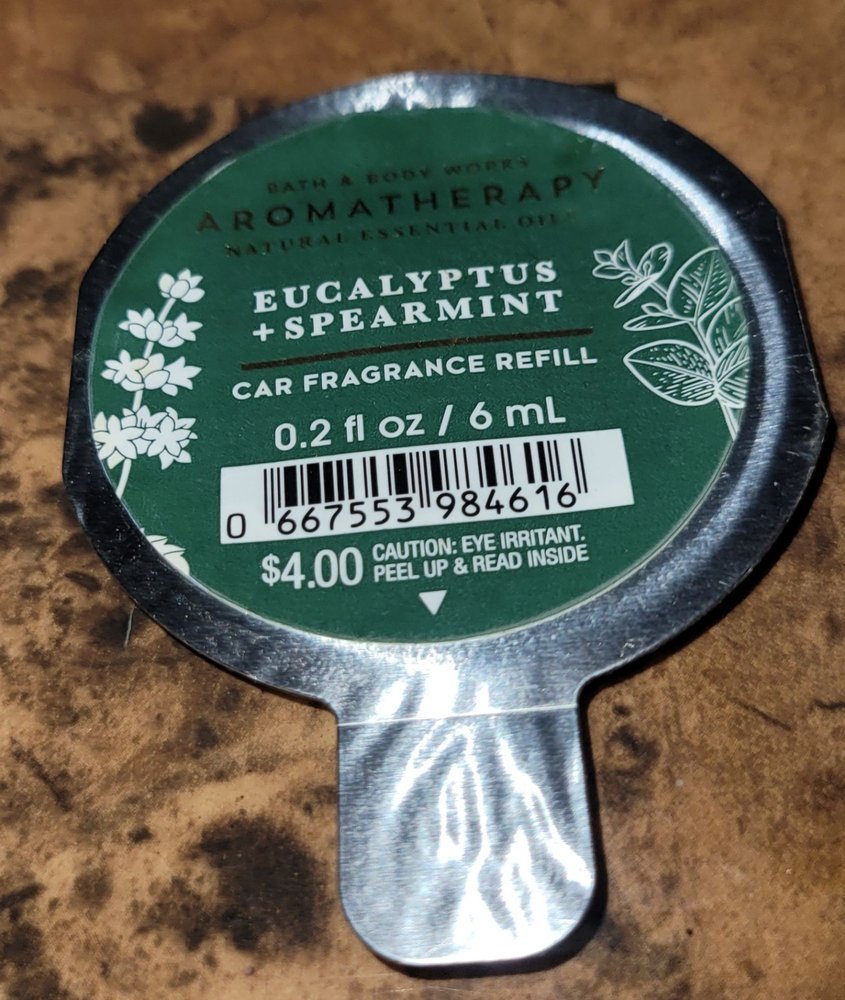 BATH & BODY WORKS
AROMATHERAPY
NATURAL ESSENTIAL OILS
EUCALYPTUS
+ SPEARMINT
CAR FRAGRANCE REFILL
0.2 fl oz / 6 mL
0 667553 984616
$4.00 CAUTION: EYE IRRITANT.
PEEL UP & READ INSIDE